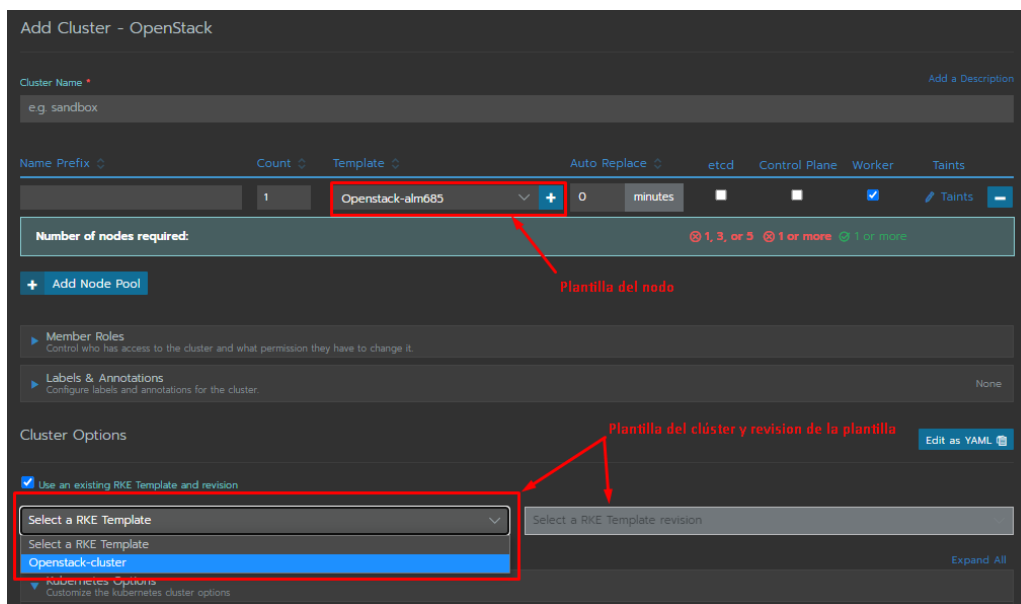 Add Cluster - OpenStack
Cluster Name *
Add a Description
e.g. sandbox
Name Prefix
Count
Template
Auto Replace
etcd
Control Plane
Worker
Taints
1
Openstack-alm685
+
0
minutes
Taints
Number of nodes required:
1, 3, or 5
1 or more
1 or more
+ Add Node Pool
Plantilla del nodo
Member Roles
Control who has access to the cluster and what permission they have to change it.
Labels & Annotations
Configure labels and annotations for the cluster.
None
Cluster Options
Plantilla del clúster y revision de la plantilla
Edit as YAML
Use an existing RKE Template and revision
Select a RKE Template
Select a RKE Template revision
Select a RKE Template
Openstack-cluster
Expand All
Kubernetes Options
Customize the kubernetes cluster options